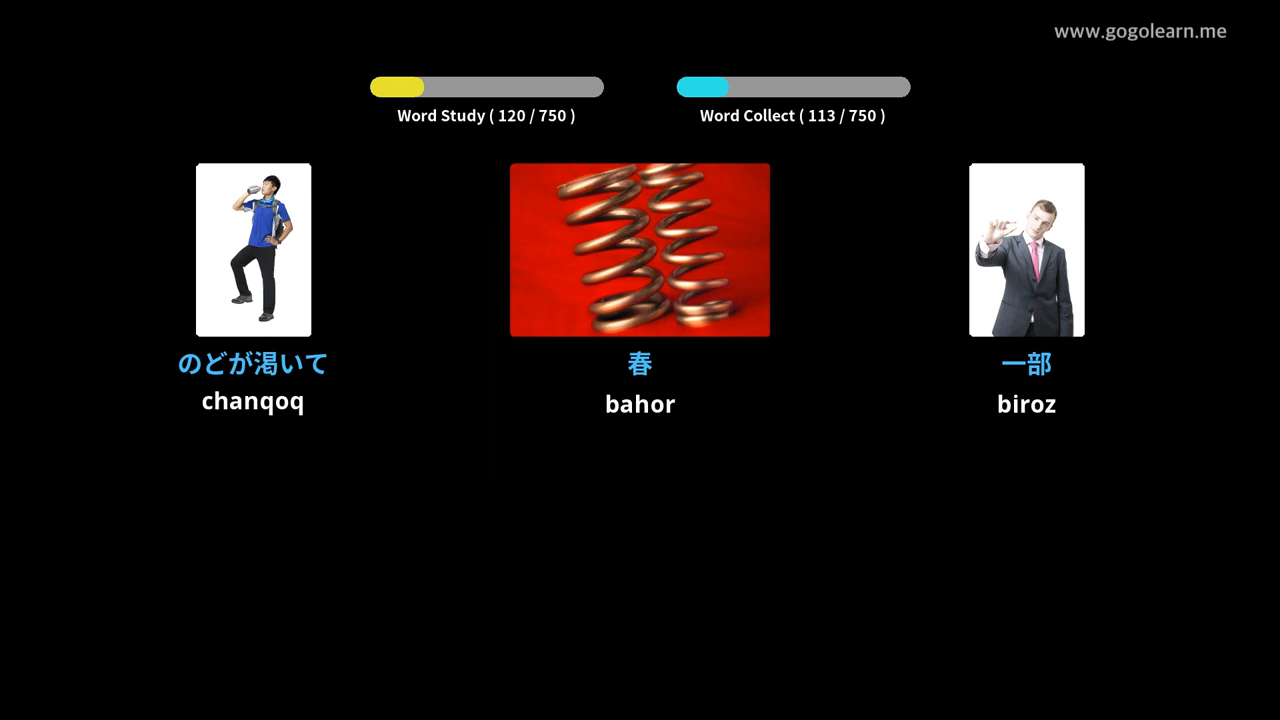 www.gogolearn.me
Word Study ( 120 / 750 )
Word Collect ( 113 / 750 )
のどが渇いて
春
一部
chanqoq
bahor
biroz